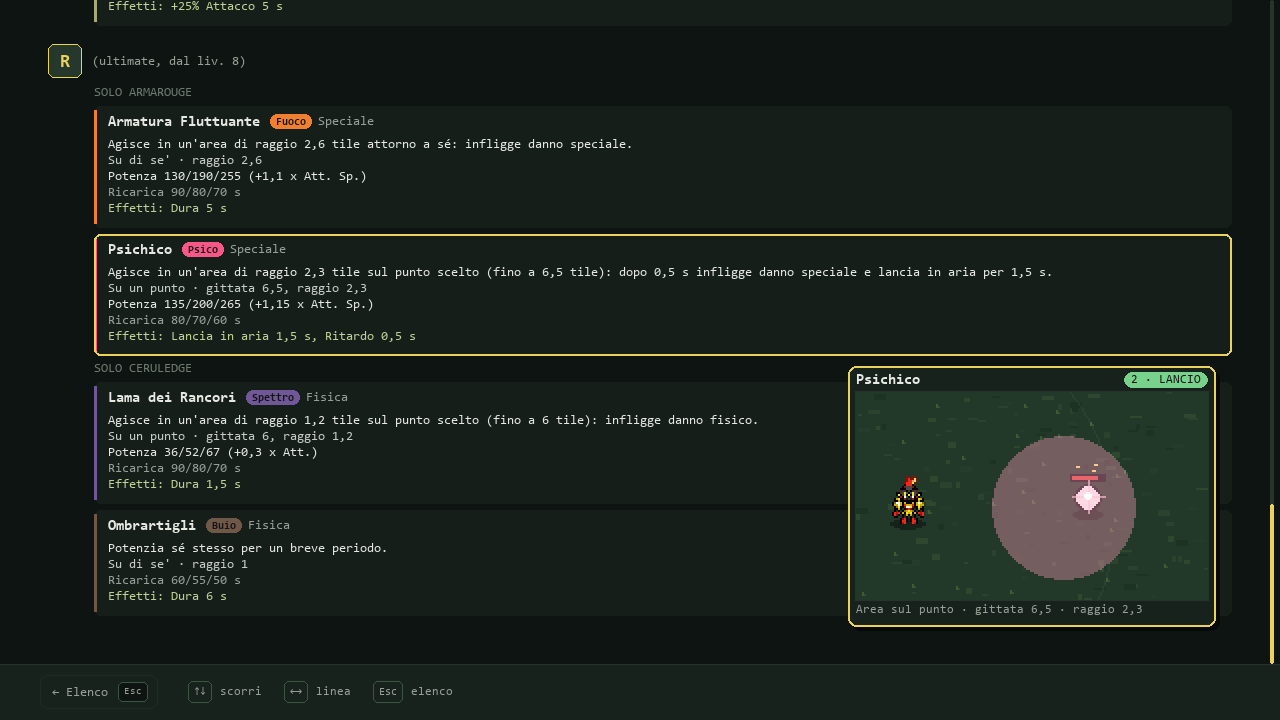 Effetti: +25% Attacco 5 s
R (ultimate, dal liv. 8)
SOLO ARMAROUGE
Armatura Fluttuante Fuoco Speciale
Agisce in un'area di raggio 2,6 tile attorno a sé: infligge danno speciale.
Su di se' · raggio 2,6
Potenza 130/190/255 (+1,1 x Att. Sp.)
Ricarica 90/80/70 s
Effetti: Dura 5 s
Psichico Psico Speciale
Agisce in un'area di raggio 2,3 tile sul punto scelto (fino a 6,5 tile): dopo 0,5 s infligge danno speciale e lancia in aria per 1,5 s.
Su un punto · gittata 6,5, raggio 2,3
Potenza 135/200/265 (+1,15 x Att. Sp.)
Ricarica 80/70/60 s
Effetti: Lancia in aria 1,5 s, Ritardo 0,5 s
SOLO CERULEDGE
Lama dei Rancori Spettro Fisica
Agisce in un'area di raggio 1,2 tile sul punto scelto (fino a 6 tile): infligge danno fisico.
Su un punto · gittata 6, raggio 1,2
Potenza 36/52/67 (+0,3 x Att.)
Ricarica 90/80/70 s
Effetti: Dura 1,5 s
Ombrartigli Buio Fisica
Potenzia sé stesso per un breve periodo.
Su di se' · raggio 1
Ricarica 60/55/50 s
Effetti: Dura 6 s
Psichico 2 · LANCIO
Area sul punto · gittata 6,5 · raggio 2,3
← Elenco Esc ↑↓ scorri ↔ linea Esc elenco